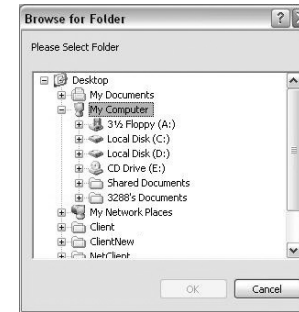 Browse for Folder
?
Please Select Folder
Desktop
My Documents
My Computer
3½ Floppy (A:)
Local Disk (C:)
Local Disk (D:)
CD Drive (E:)
Shared Documents
3288's Documents
My Network Places
Client
ClientNew
NetClient
OK
Cancel